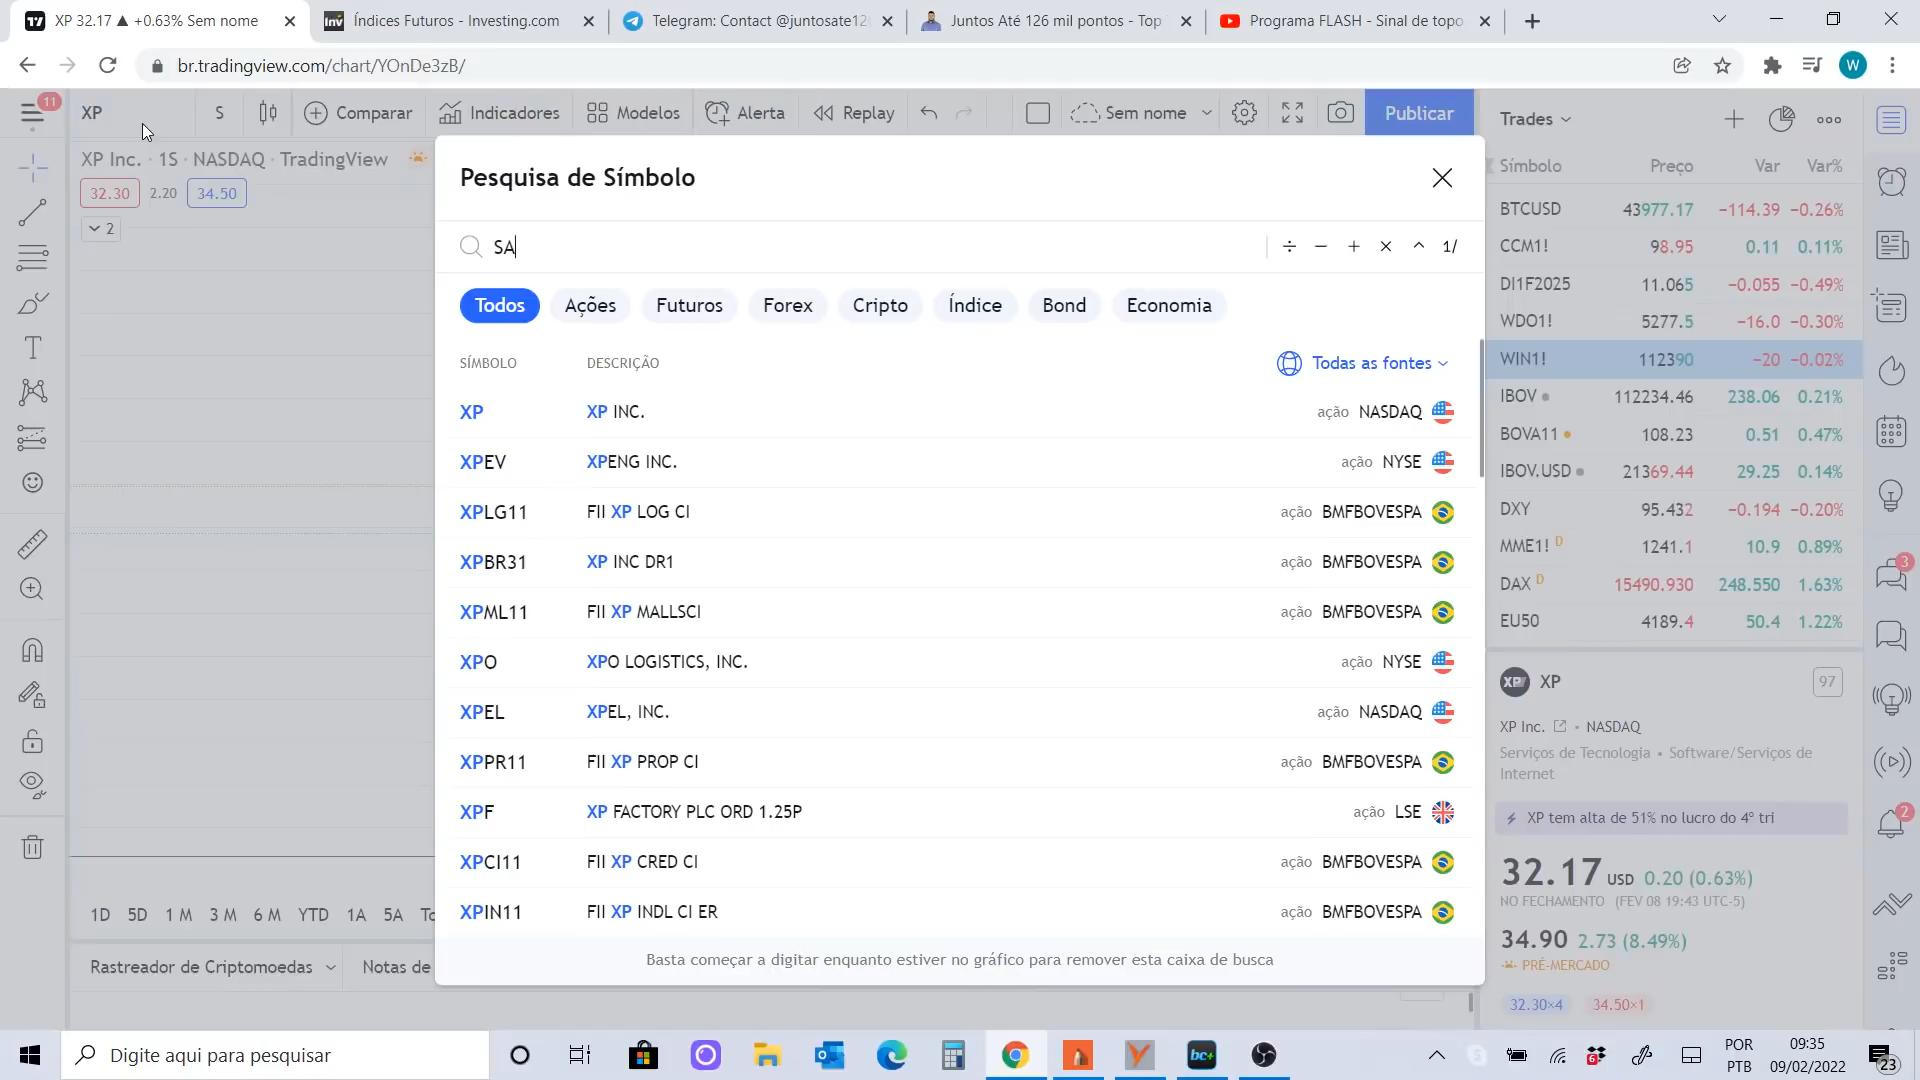 XP 32.17 ▲ +0.63% Sem nome
Índices Futuros - Investing.com
Telegram: Contact @juntosate12
Juntos Até 126 mil pontos - Top
Programa FLASH - Sinal de topo
br.tradingview.com/chart/YOnDe3zB/
W
11
XP
S
Comparar
Indicadores
Modelos
Alerta
Replay
Sem nome
Publicar
XP Inc. · 1S · NASDAQ · TradingView
32.30
2.20
34.50
2
Pesquisa de Símbolo
SA
÷ − + × ^ 1/
Todos
Ações
Futuros
Forex
Cripto
Índice
Bond
Economia
SÍMBOLO
DESCRIÇÃO
Todas as fontes
XP XP INC. ação NASDAQ
XPEV XPENG INC. ação NYSE
XPLG11 FII XP LOG CI ação BMFBOVESPA
XPBR31 XP INC DR1 ação BMFBOVESPA
XPML11 FII XP MALLSCI ação BMFBOVESPA
XPO XPO LOGISTICS, INC. ação NYSE
XPEL XPEL, INC. ação NASDAQ
XPPR11 FII XP PROP CI ação BMFBOVESPA
XPF XP FACTORY PLC ORD 1.25P ação LSE
XPCI11 FII XP CRED CI ação BMFBOVESPA
XPIN11 FII XP INDL CI ER ação BMFBOVESPA
Basta começar a digitar enquanto estiver no gráfico para remover esta caixa de busca
1D 5D 1 M 3 M 6 M YTD 1A 5A To
Rastreador de Criptomoedas
Notas de
Trades
Símbolo Preço Var Var%
BTCUSD 43977.17 −114.39 −0.26%
CCM1! 98.95 0.11 0.11%
DI1F2025 11.065 −0.055 −0.49%
WDO1! 5277.5 −16.0 −0.30%
WIN1! 112390 −20 −0.02%
IBOV 112234.46 238.06 0.21%
BOVA11 108.23 0.51 0.47%
IBOV.USD 2169.44 29.25 0.14%
DXY 95.432 −0.194 −0.20%
MME1! D 1241.1 10.9 0.89%
DAX D 15490.930 248.550 1.63%
EU50 4189.4 50.4 1.22%
XP XP
97
XP Inc. • NASDAQ
Serviços de Tecnologia • Software/Serviços de
Internet
XP tem alta de 51% no lucro do 4º tri
32.17 USD 0.20 (0.63%)
NO FECHAMENTO (FEV 08 19:43 UTC-5)
34.90 2.73 (8.49%)
PRÉ-MERCADO
32.30×4
34.50×1
3
2
Digite aqui para pesquisar
bc+
6
POR
PTB
09:35
09/02/2022
23